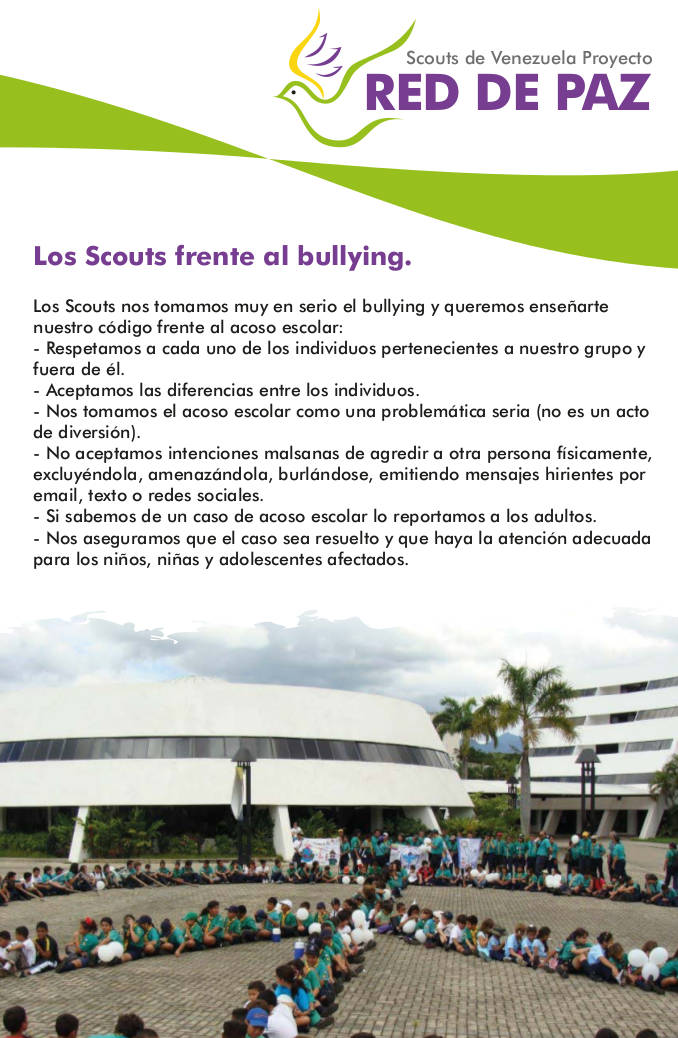 Scouts de Venezuela Proyecto
RED DE PAZ
Los Scouts frente al bullying.
Los Scouts nos tomamos muy en serio el bullying y queremos enseñarte
nuestro código frente al acoso escolar:
- Respetamos a cada uno de los individuos pertenecientes a nuestro grupo y
fuera de él.
- Aceptamos las diferencias entre los individuos.
- Nos tomamos el acoso escolar como una problemática seria (no es un acto
de diversión).
- No aceptamos intenciones malsanas de agredir a otra persona físicamente,
excluyéndola, amenazándola, burlándose, emitiendo mensajes hirientes por
email, texto o redes sociales.
- Si sabemos de un caso de acoso escolar lo reportamos a los adultos.
- Nos aseguramos que el caso sea resuelto y que haya la atención adecuada
para los niños, niñas y adolescentes afectados.